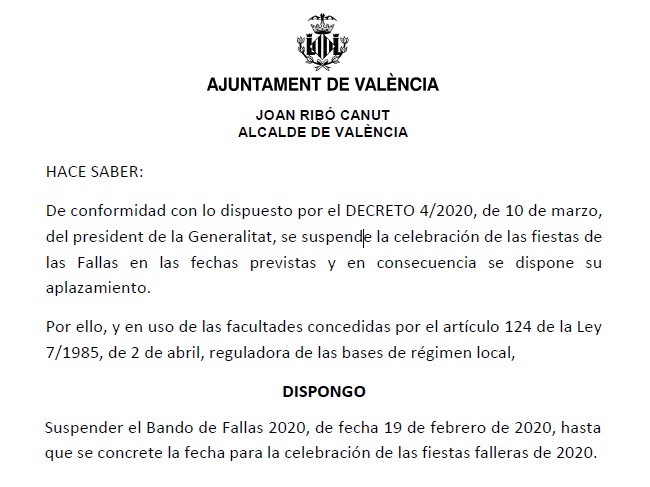 AJUNTAMENT DE VALÈNCIA
JOAN RIBÓ CANUT
ALCALDE DE VALÈNCIA
HACE SABER:
De conformidad con lo dispuesto por el DECRETO 4/2020, de 10 de marzo,
del president de la Generalitat, se suspende la celebración de las fiestas de
las Fallas en las fechas previstas y en consecuencia se dispone su
aplazamiento.
Por ello, y en uso de las facultades concedidas por el artículo 124 de la Ley
7/1985, de 2 de abril, reguladora de las bases de régimen local,
DISPONGO
Suspender el Bando de Fallas 2020, de fecha 19 de febrero de 2020, hasta
que se concrete la fecha para la celebración de las fiestas falleras de 2020.